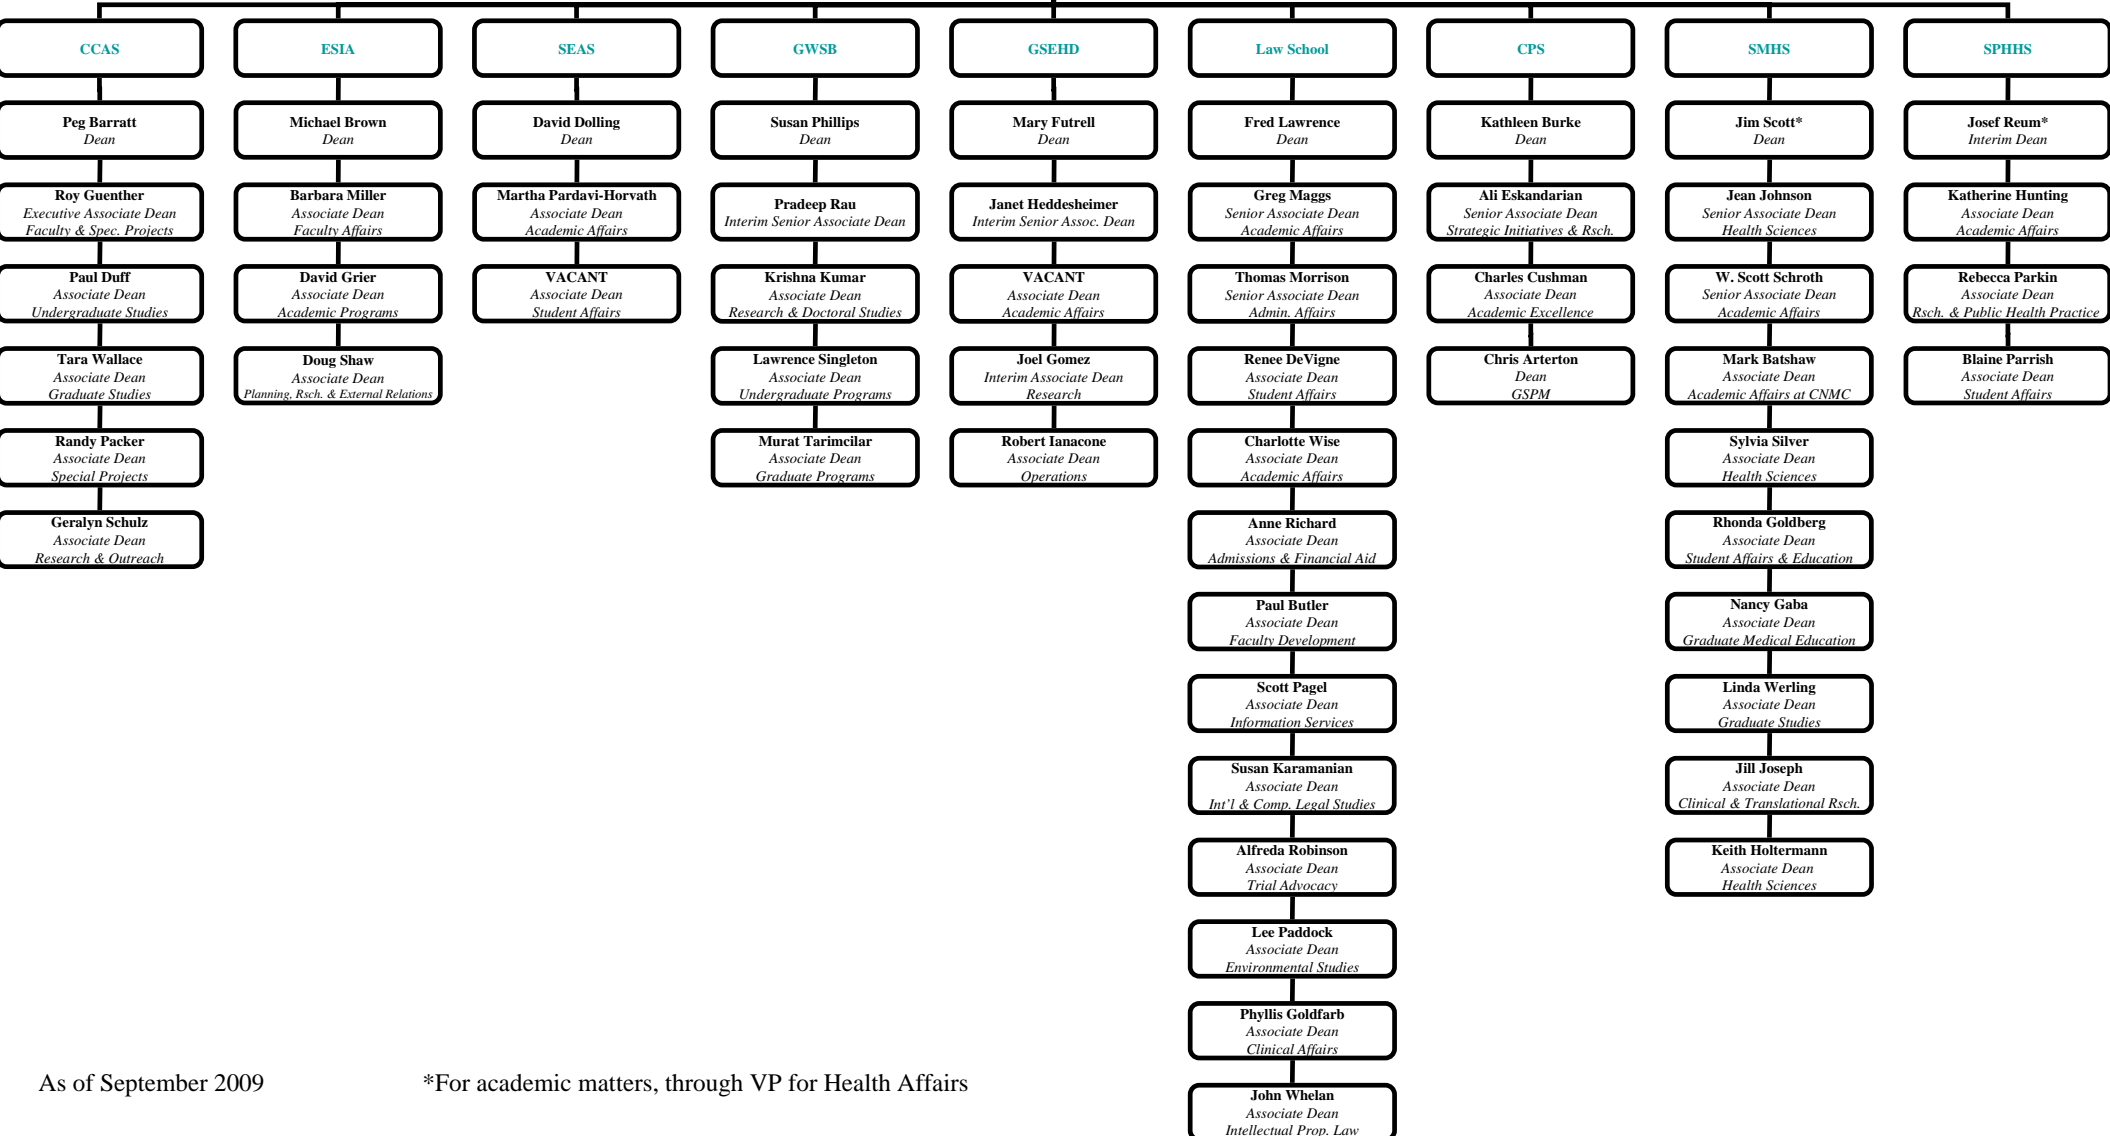 CCAS
Peg Barratt
Dean
Roy Guenther
Executive Associate Dean
Faculty & Spec. Projects
Paul Duff
Associate Dean
Undergraduate Studies
Tara Wallace
Associate Dean
Graduate Studies
Randy Packer
Associate Dean
Special Projects
Geralyn Schulz
Associate Dean
Research & Outreach
ESIA
Michael Brown
Dean
Barbara Miller
Associate Dean
Faculty Affairs
David Grier
Associate Dean
Academic Programs
Doug Shaw
Associate Dean
Planning, Rsch. & External Relations
SEAS
David Dolling
Dean
Martha Pardavi-Horvath
Associate Dean
Academic Affairs
VACANT
Associate Dean
Student Affairs
GWSB
Susan Phillips
Dean
Pradeep Rau
Interim Senior Associate Dean
Krishna Kumar
Associate Dean
Research & Doctoral Studies
Lawrence Singleton
Associate Dean
Undergraduate Programs
Murat Tarimcilar
Associate Dean
Graduate Programs
GSEHD
Mary Futrell
Dean
Janet Heddesheimer
Interim Senior Assoc. Dean
VACANT
Associate Dean
Academic Affairs
Joel Gomez
Interim Associate Dean
Research
Robert Ianacone
Associate Dean
Operations
Law School
Fred Lawrence
Dean
Greg Maggs
Senior Associate Dean
Academic Affairs
Thomas Morrison
Senior Associate Dean
Admin. Affairs
Renee DeVigne
Associate Dean
Student Affairs
Charlotte Wise
Associate Dean
Academic Affairs
Anne Richard
Associate Dean
Admissions & Financial Aid
Paul Butler
Associate Dean
Faculty Development
Scott Pagel
Associate Dean
Information Services
Susan Karamanian
Associate Dean
Int'l & Comp. Legal Studies
Alfreda Robinson
Associate Dean
Trial Advocacy
Lee Paddock
Associate Dean
Environmental Studies
Phyllis Goldfarb
Associate Dean
Clinical Affairs
John Whelan
Associate Dean
Intellectual Prop. Law
CPS
Kathleen Burke
Dean
Ali Eskandarian
Senior Associate Dean
Strategic Initiatives & Rsch.
Charles Cushman
Associate Dean
Academic Excellence
Chris Arterton
Dean
GSPM
SMHS
Jim Scott*
Dean
Jean Johnson
Senior Associate Dean
Health Sciences
W. Scott Schroth
Senior Associate Dean
Academic Affairs
Mark Batshaw
Associate Dean
Academic Affairs at CNMC
Sylvia Silver
Associate Dean
Health Sciences
Rhonda Goldberg
Associate Dean
Student Affairs & Education
Nancy Gaba
Associate Dean
Graduate Medical Education
Linda Werling
Associate Dean
Graduate Studies
Jill Joseph
Associate Dean
Clinical & Translational Rsch.
Keith Holtermann
Associate Dean
Health Sciences
SPHHS
Josef Reum*
Interim Dean
Katherine Hunting
Associate Dean
Academic Affairs
Rebecca Parkin
Associate Dean
Rsch. & Public Health Practice
Blaine Parrish
Associate Dean
Student Affairs
As of September 2009
*For academic matters, through VP for Health Affairs